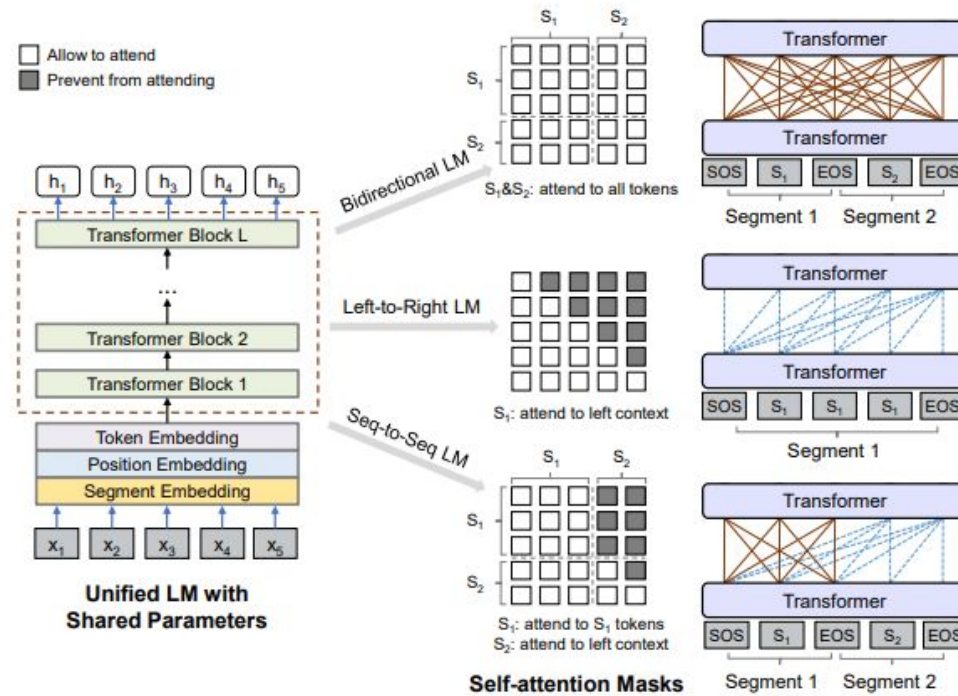 Allow to attend
Prevent from attending
h1 h2 h3 h4 h5
Transformer Block L
...
Transformer Block 2
Transformer Block 1
Token Embedding
Position Embedding
Segment Embedding
x1 x2 x3 x4 x5
Unified LM with
Shared Parameters
Bidirectional LM
Left-to-Right LM
Seq-to-Seq LM
S1 S2
S1
S2
S1&S2: attend to all tokens
S1: attend to left context
S1 S2
S1
S2
S1: attend to S1 tokens
S2: attend to left context
Self-attention Masks
Transformer
Transformer
SOS S1 EOS S2 EOS
Segment 1 Segment 2
Transformer
Transformer
SOS S1 S1 S1 EOS
Segment 1
Transformer
Transformer
SOS S1 EOS S2 EOS
Segment 1 Segment 2